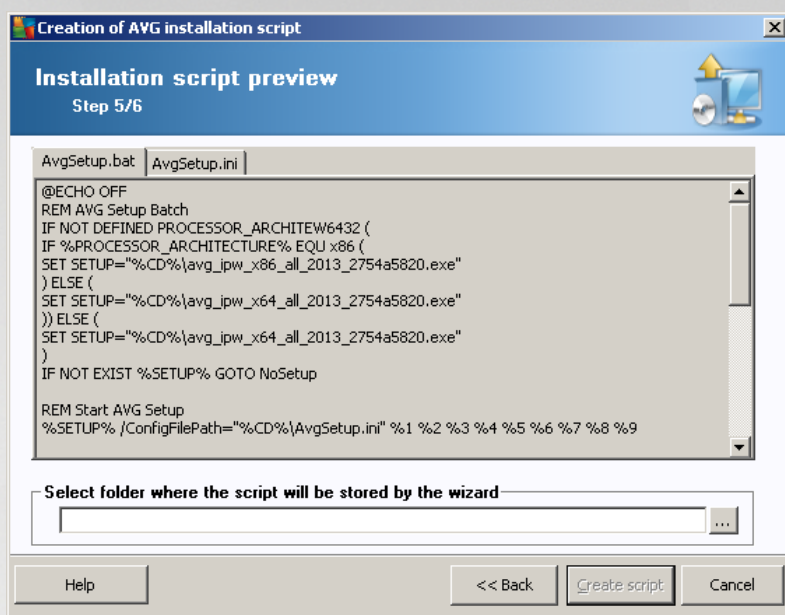 Creation of AVG installation script
Installation script preview
Step 5/6
AvgSetup.bat AvgSetup.ini
@ECHO OFF
REM AVG Setup Batch
IF NOT DEFINED PROCESSOR_ARCHITEW6432 (
IF %PROCESSOR_ARCHITECTURE% EQU x86 (
SET SETUP="%CD%\avg_ipw_x86_all_2013_2754a5820.exe"
) ELSE (
SET SETUP="%CD%\avg_ipw_x64_all_2013_2754a5820.exe"
)) ELSE (
SET SETUP="%CD%\avg_ipw_x64_all_2013_2754a5820.exe"
)
IF NOT EXIST %SETUP% GOTO NoSetup
REM Start AVG Setup
%SETUP% /ConfigFilePath="%CD%\AvgSetup.ini" %1 %2 %3 %4 %5 %6 %7 %8 %9
Select folder where the script will be stored by the wizard
...
Help << Back Create script Cancel